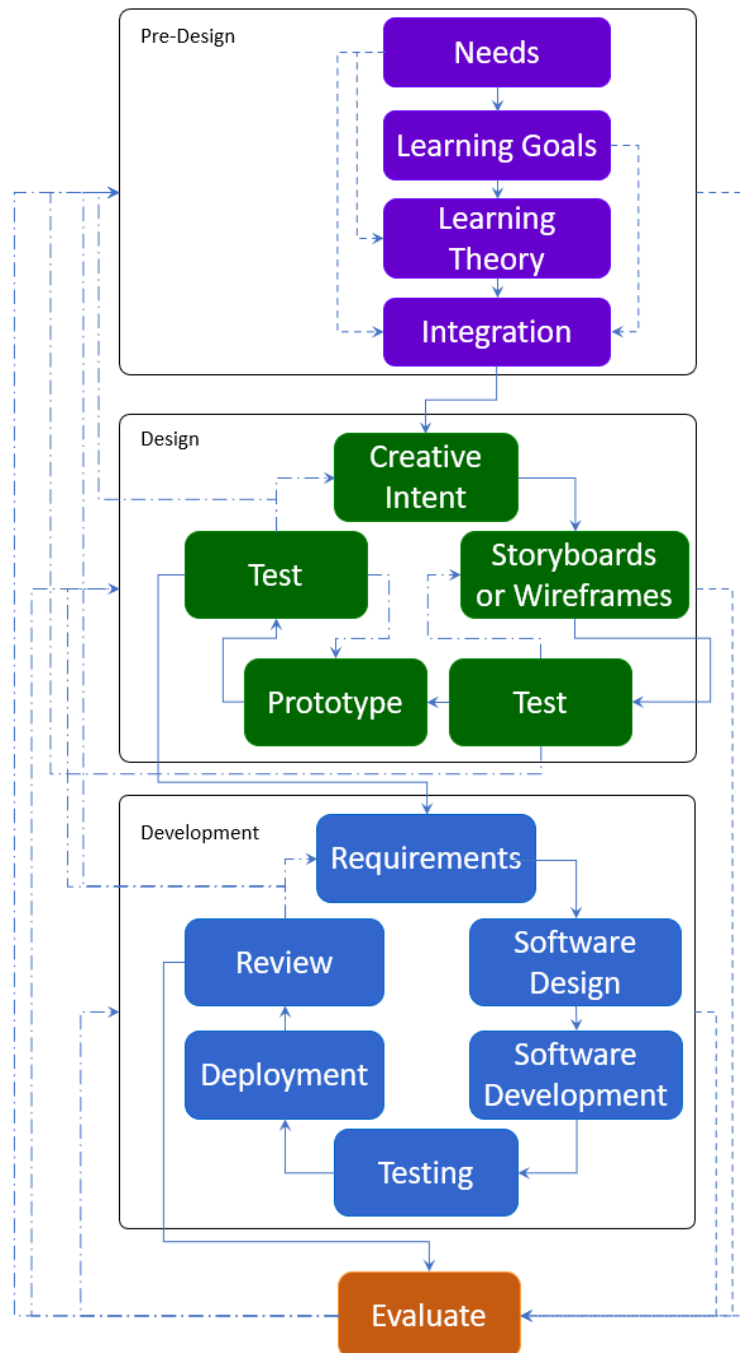 Pre-Design
Needs
Learning Goals
Learning
Theory
Integration
Design
Creative
Intent
Test
Storyboards
or Wireframes
Prototype
Test
Development
Requirements
Review
Software
Design
Deployment
Software
Development
Testing
Evaluate